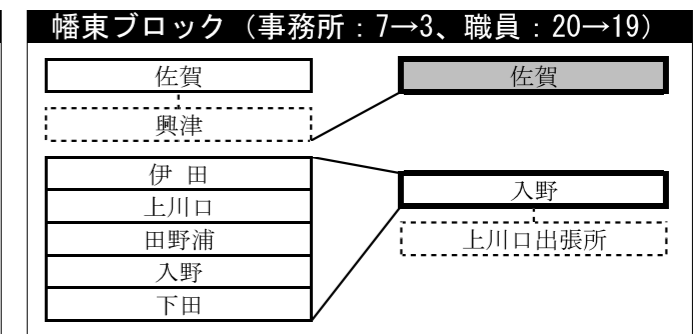 幡東ブロック（事務所：7→3、職員：20→19）
佐賀
興津
伊 田
上川口
田野浦
入野
下田
佐賀
入野
上川口出張所